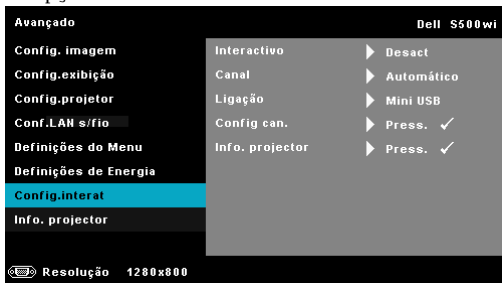 Avançado Dell S500wi
Config. imagem Interactivo Desact
Config.exibição Canal Automático
Config.projetor Ligação Mini USB
Conf.LAN s/fio Config can. Press. ✓
Definições do Menu Info. projector Press. ✓
Definições de Energia
Config.interat
Info. projector
Resolução 1280x800